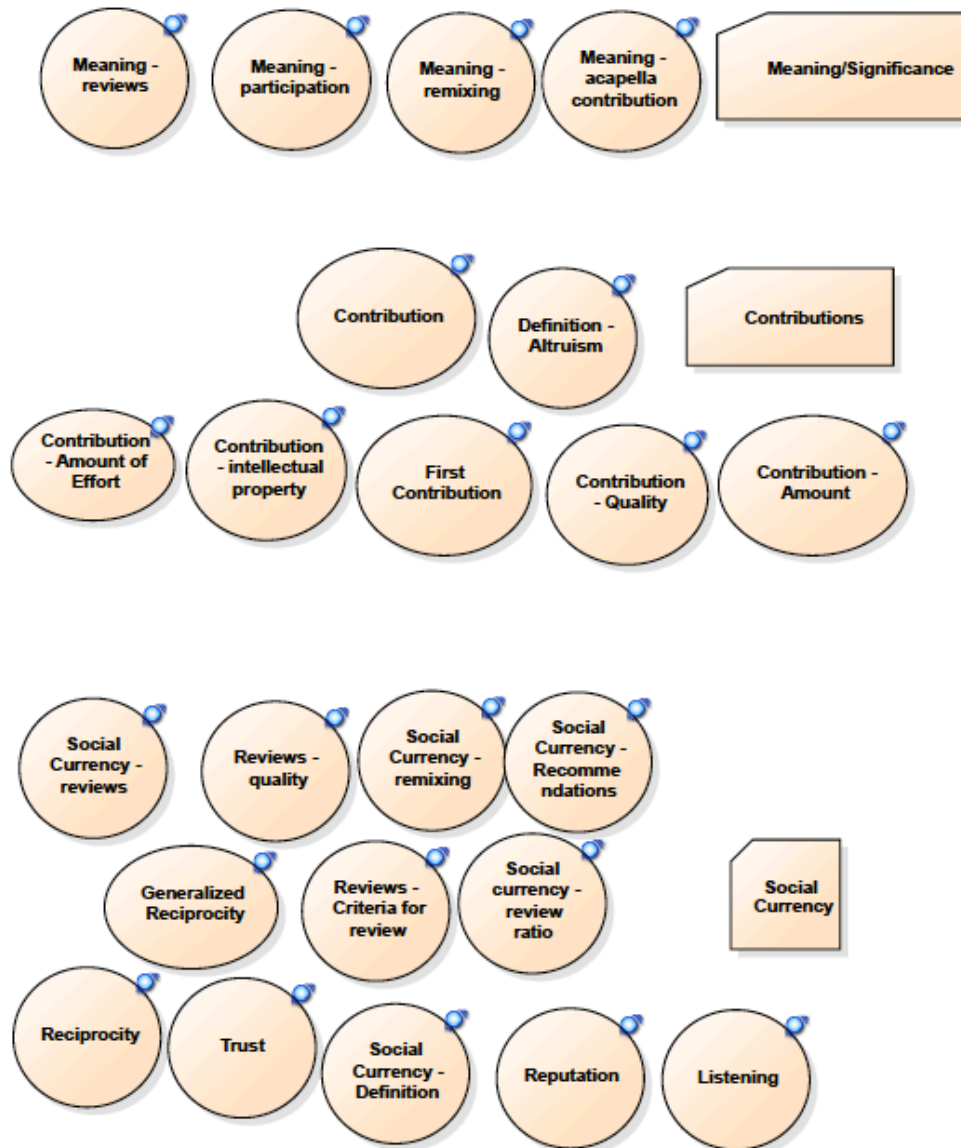 Meaning -
reviews
Meaning -
participation
Meaning -
remixing
Meaning -
acapella
contribution
Meaning/Significance
Contribution
Definition -
Altruism
Contributions
Contribution
- Amount of
Effort
Contribution
- intellectual
property
First
Contribution
Contribution
- Quality
Contribution -
Amount
Social
Currency -
reviews
Reviews -
quality
Social
Currency -
remixing
Social
Currency -
Recomme
ndations
Generalized
Reciprocity
Reviews -
Criteria for
review
Social
currency -
review
ratio
Social
Currency
Reciprocity
Trust
Social
Currency -
Definition
Reputation
Listening